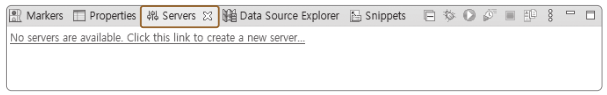 Markers Properties Servers Data Source Explorer Snippets
No servers are available. Click this link to create a new server...